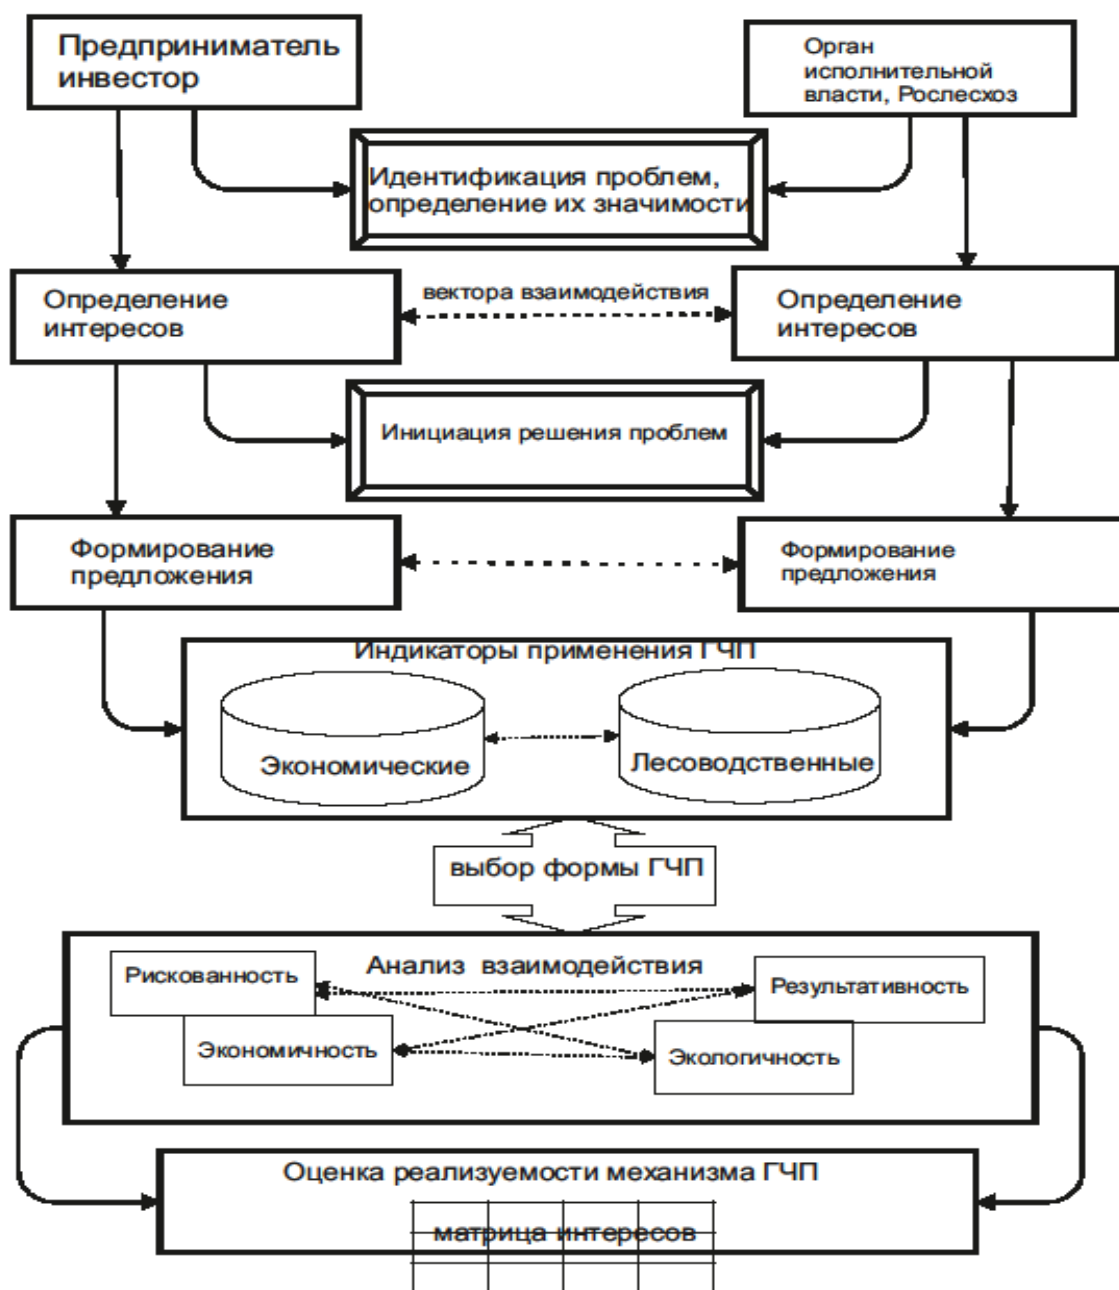 Предприниматель
инвестор
Орган
исполнительной
власти, Рослесхоз
Идентификация проблем,
определение их значимости
Определение
интересов
вектора взаимодействия
Определение
интересов
Инициация решения проблем
Формирование
предложения
Формирование
предложения
Индикаторы применения ГЧП
Экономические
Лесоводственные
выбор формы ГЧП
Анализ взаимодействия
Рискованность
Результативность
Экономичность
Экологичность
Оценка реализуемости механизма ГЧП
матрица интересов